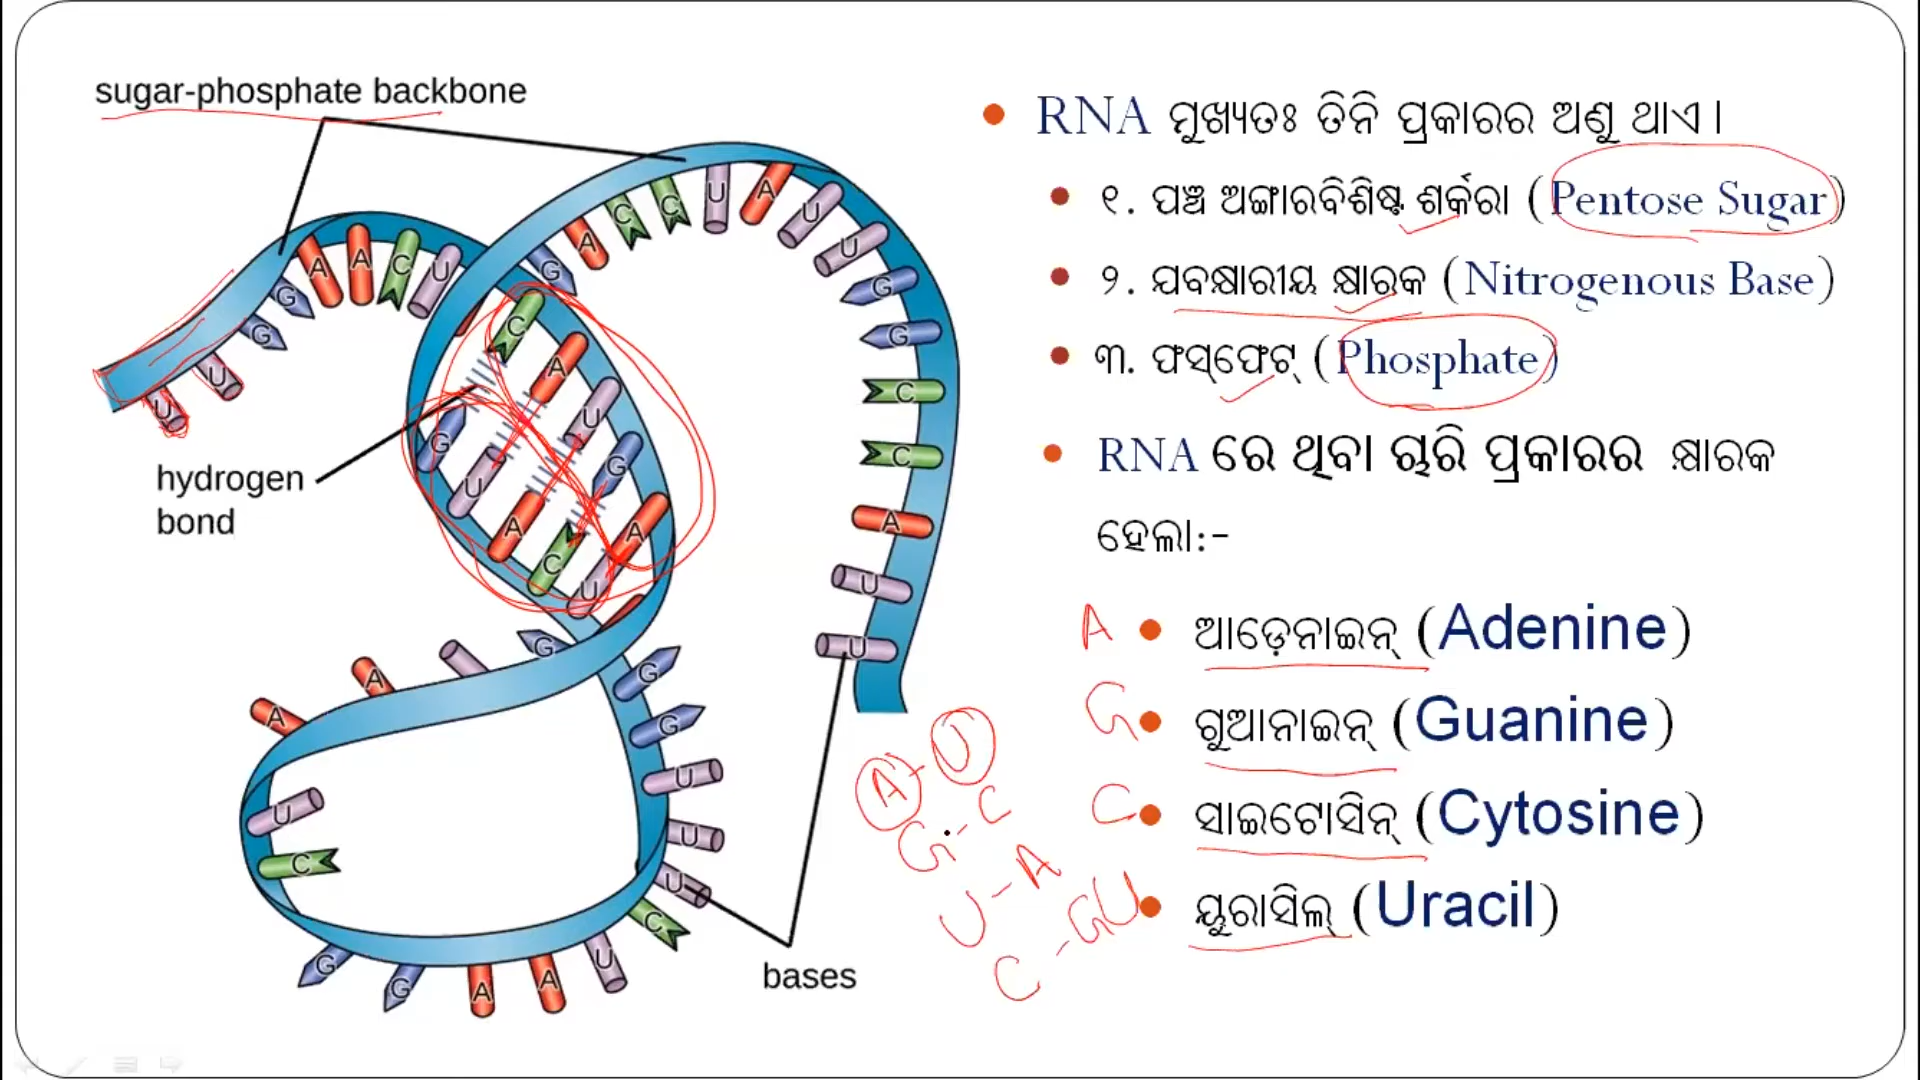 sugar-phosphate backbone
hydrogen
bond
bases
RNA ମୁଖ୍ୟତଃ ତିନି ପ୍ରକାରର ଅଣୁ ଥାଏ ।
୧. ପଞ୍ଚ ଅଙ୍ଗାରବିଶିଷ୍ଟ ଶର୍କରା (Pentose Sugar)
୨. ଯବକ୍ଷାରୀୟ କ୍ଷାରକ (Nitrogenous Base)
୩. ଫସ୍‌ଫେଟ୍ (Phosphate)
RNA ରେ ଥିବା ଚାରି ପ୍ରକାରର କ୍ଷାରକ
ହେଲା:-
A ଆଡ଼େନାଇନ୍ (Adenine)
G ଗୁଆନାଇନ୍ (Guanine)
C ସାଇଟୋସିନ୍ (Cytosine)
U ୟୁରାସିଲ୍ (Uracil)
A-U
G-C
U-A
C-G
U U G G A A C U
G A C C U A U U G G C C A U U
C A U G A
G U A C U
G A A U C
G G U U U C
G G A A U